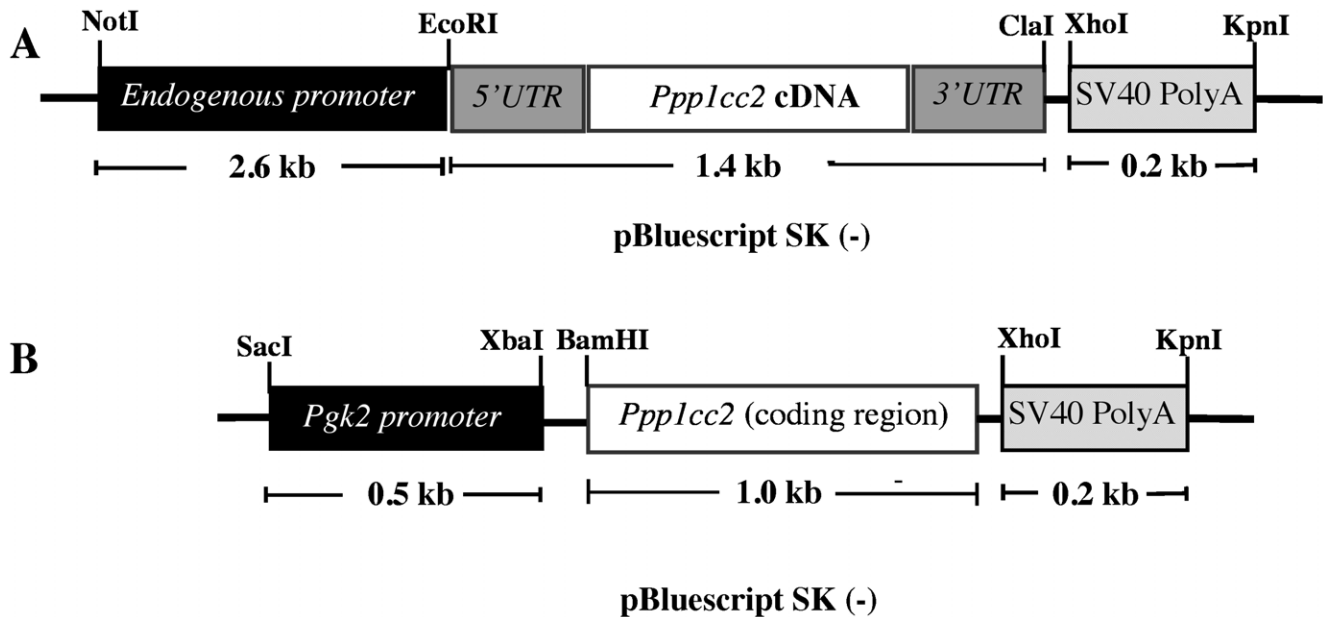 A
NotI EcoRI ClaI XhoI KpnI
Endogenous promoter 5'UTR Ppp1cc2 cDNA 3'UTR SV40 PolyA
2.6 kb 1.4 kb 0.2 kb
pBluescript SK (-)
B
SacI XbaI BamHI XhoI KpnI
Pgk2 promoter Ppp1cc2 (coding region) SV40 PolyA
0.5 kb 1.0 kb 0.2 kb
pBluescript SK (-)